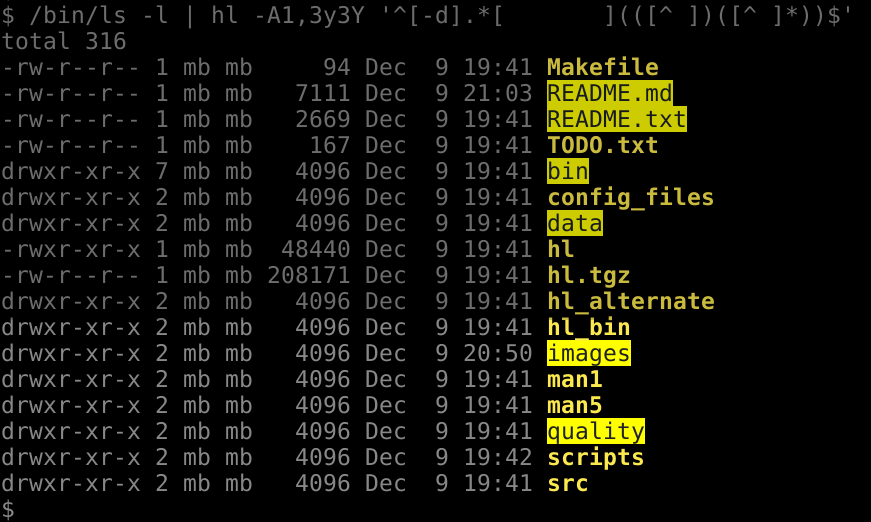 $ /bin/ls -l | hl -A1,3y3Y '^[-d].*[       ](([^ ])([^ ]*))$'
total 316
-rw-r--r-- 1 mb mb     94 Dec  9 19:41 Makefile
-rw-r--r-- 1 mb mb   7111 Dec  9 21:03 README.md
-rw-r--r-- 1 mb mb   2669 Dec  9 19:41 README.txt
-rw-r--r-- 1 mb mb    167 Dec  9 19:41 TODO.txt
drwxr-xr-x 7 mb mb   4096 Dec  9 19:41 bin
drwxr-xr-x 2 mb mb   4096 Dec  9 19:41 config_files
drwxr-xr-x 2 mb mb   4096 Dec  9 19:41 data
-rwxr-xr-x 1 mb mb  48440 Dec  9 19:41 hl
-rw-r--r-- 1 mb mb 208171 Dec  9 19:41 hl.tgz
drwxr-xr-x 2 mb mb   4096 Dec  9 19:41 hl_alternate
drwxr-xr-x 2 mb mb   4096 Dec  9 19:41 hl_bin
drwxr-xr-x 2 mb mb   4096 Dec  9 20:50 images
drwxr-xr-x 2 mb mb   4096 Dec  9 19:41 man1
drwxr-xr-x 2 mb mb   4096 Dec  9 19:41 man5
drwxr-xr-x 2 mb mb   4096 Dec  9 19:41 quality
drwxr-xr-x 2 mb mb   4096 Dec  9 19:42 scripts
drwxr-xr-x 2 mb mb   4096 Dec  9 19:41 src
$